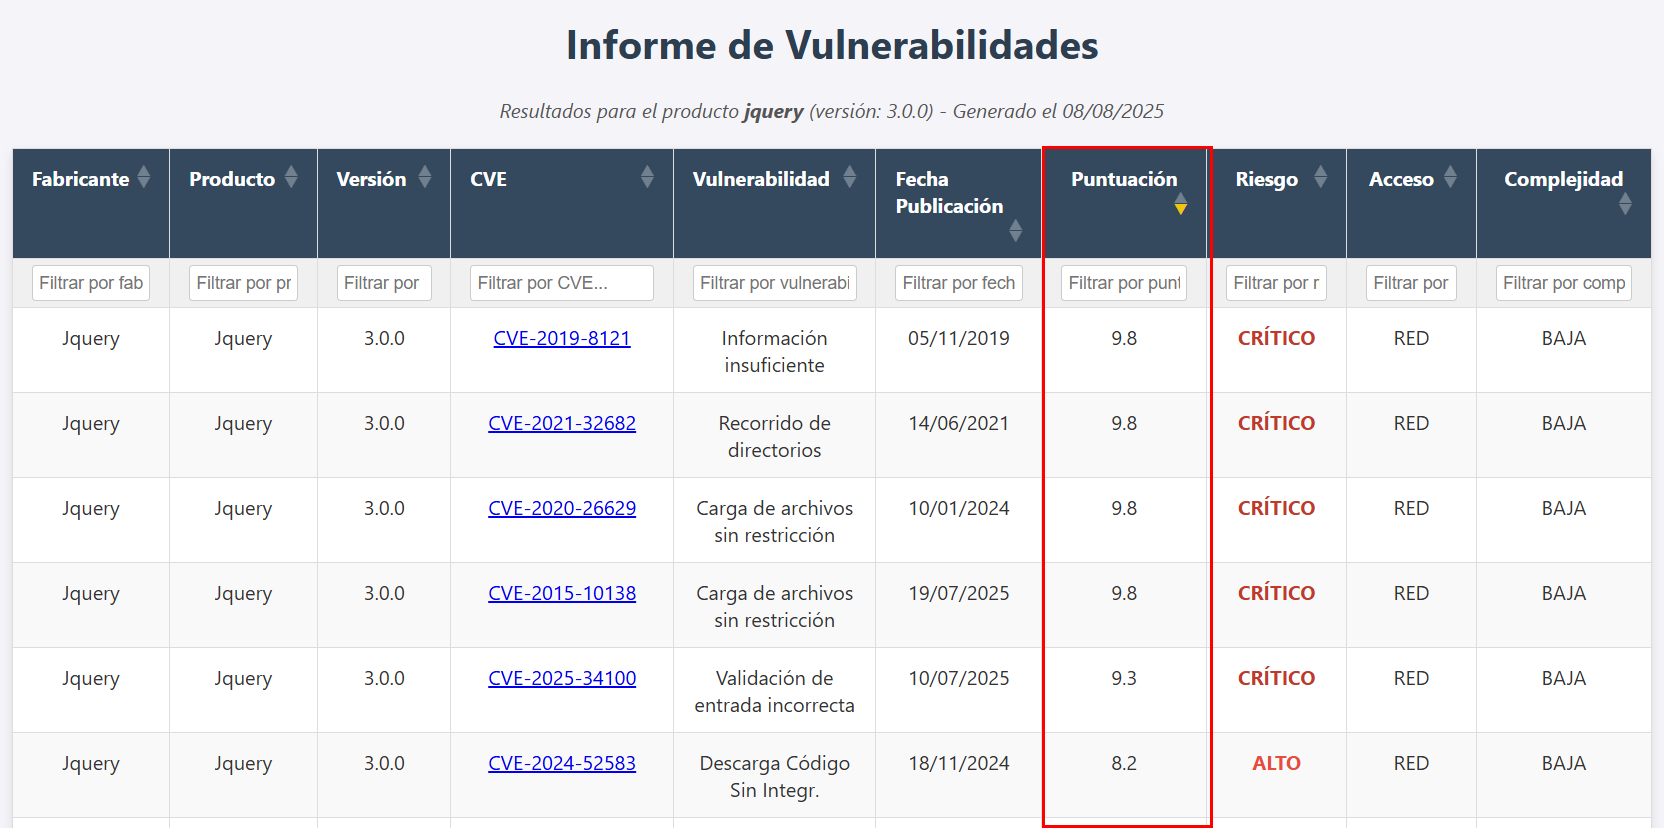 Informe de Vulnerabilidades
Resultados para el producto jquery (versión: 3.0.0) - Generado el 08/08/2025
Fabricante Producto Versión CVE Vulnerabilidad Fecha Publicación Puntuación Riesgo Acceso Complejidad
Filtrar por fab Filtrar por pr Filtrar por Filtrar por CVE... Filtrar por vulnerabi Filtrar por fech Filtrar por punt Filtrar por r Filtrar por Filtrar por comp
Jquery Jquery 3.0.0 CVE-2019-8121 Información insuficiente 05/11/2019 9.8 CRÍTICO RED BAJA
Jquery Jquery 3.0.0 CVE-2021-32682 Recorrido de directorios 14/06/2021 9.8 CRÍTICO RED BAJA
Jquery Jquery 3.0.0 CVE-2020-26629 Carga de archivos sin restricción 10/01/2024 9.8 CRÍTICO RED BAJA
Jquery Jquery 3.0.0 CVE-2015-10138 Carga de archivos sin restricción 19/07/2025 9.8 CRÍTICO RED BAJA
Jquery Jquery 3.0.0 CVE-2025-34100 Validación de entrada incorrecta 10/07/2025 9.3 CRÍTICO RED BAJA
Jquery Jquery 3.0.0 CVE-2024-52583 Descarga Código Sin Integr. 18/11/2024 8.2 ALTO RED BAJA